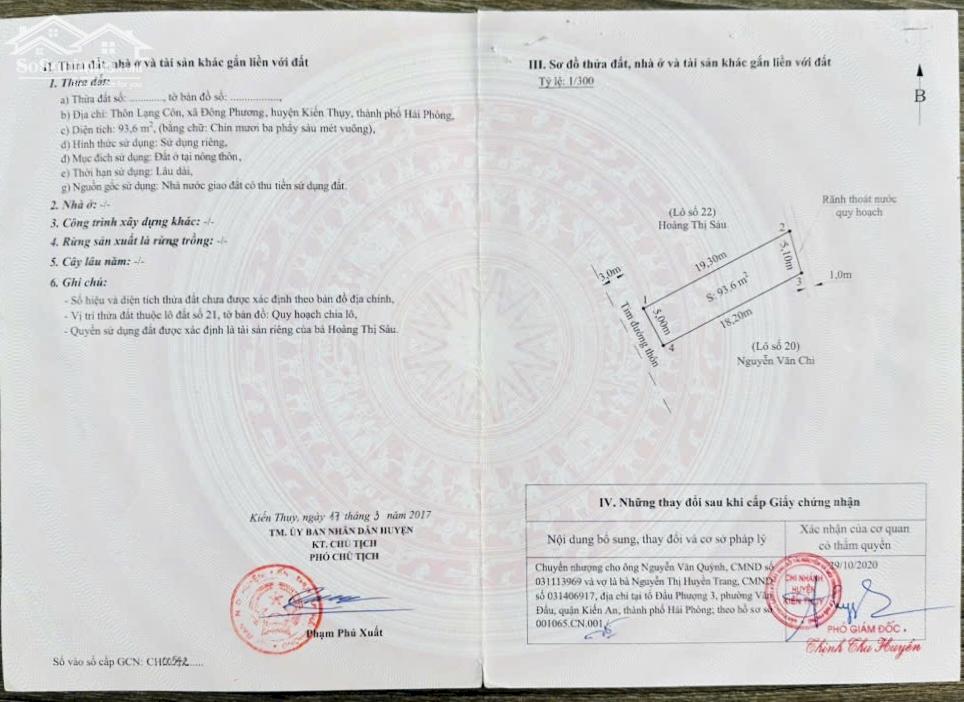 II. Thửa đất, nhà ở và tài sản khác gắn liền với đất
1. Thửa đất:
a) Thửa đất số: ............, tờ bản đồ số: ................,
b) Địa chỉ: Thôn Lạng Côn, xã Đông Phương, huyện Kiến Thụy, thành phố Hải Phòng,
c) Diện tích: 93,6 m², (bằng chữ: Chín mươi ba phẩy sáu mét vuông),
d) Hình thức sử dụng: Sử dụng riêng,
đ) Mục đích sử dụng: Đất ở tại nông thôn,
e) Thời hạn sử dụng: Lâu dài,
g) Nguồn gốc sử dụng: Nhà nước giao đất có thu tiền sử dụng đất.
2. Nhà ở: -/-
3. Công trình xây dựng khác: -/-
4. Rừng sản xuất là rừng trồng: -/-
5. Cây lâu năm: -/-
6. Ghi chú:
- Số hiệu và diện tích thửa đất chưa được xác định theo bản đồ địa chính,
- Vị trí thửa đất thuộc lô đất số 21, tờ bản đồ: Quy hoạch chia lô,
- Quyền sử dụng đất được xác định là tài sản riêng của bà Hoàng Thị Sáu.
Kiến Thụy, ngày 17 tháng 3 năm 2017
TM. ỦY BAN NHÂN DÂN HUYỆN
KT. CHỦ TỊCH
PHÓ CHỦ TỊCH
Phạm Phú Xuất
Số vào sổ cấp GCN: CH00542.....
III. Sơ đồ thửa đất, nhà ở và tài sản khác gắn liền với đất
Tỷ lệ: 1/300
B
Rãnh thoát nước
quy hoạch
(Lô số 22)
Hoàng Thị Sáu
2
19,30m
5,10m
3,0m
S: 93.6 m²
3
1,0m
1
5,00m
18,20m
4
Tim đường thôn
(Lô số 20)
Nguyễn Văn Chi
IV. Những thay đổi sau khi cấp Giấy chứng nhận
Nội dung bổ sung, thay đổi và cơ sở pháp lý
Xác nhận của cơ quan
có thẩm quyền
Chuyển nhượng cho ông Nguyễn Văn Quỳnh, CMND số
031113969 và vợ là bà Nguyễn Thị Huyền Trang, CMND
số 031406917, địa chỉ tại tổ Đẩu Phượng 3, phường Văn
Đẩu, quận Kiến An, thành phố Hải Phòng; theo hồ sơ số
001065.CN.001
29/10/2020
CHI NHÁNH
HUYỆN
KIẾN THỤY
PHÓ GIÁM ĐỐC
Thịnh Thu Huyền